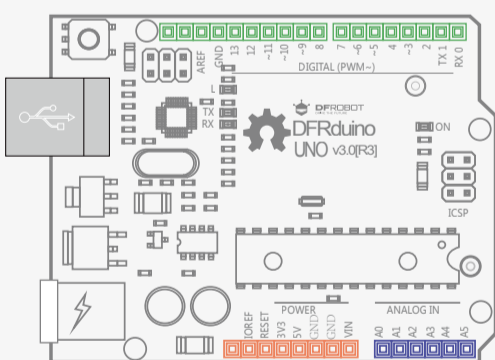 AREF
GND
13
12
~11
~10
~9
8
7
~6
~5
4
~3
2
TX 1
RX 0
DIGITAL (PWM~)
L
TX
RX
DFROBOT
DFRduino
UNO v3.0[R3]
ON
ICSP
POWER
ANALOG IN
IOREF
RESET
3V3
5V
GND
GND
VIN
A0
A1
A2
A3
A4
A5